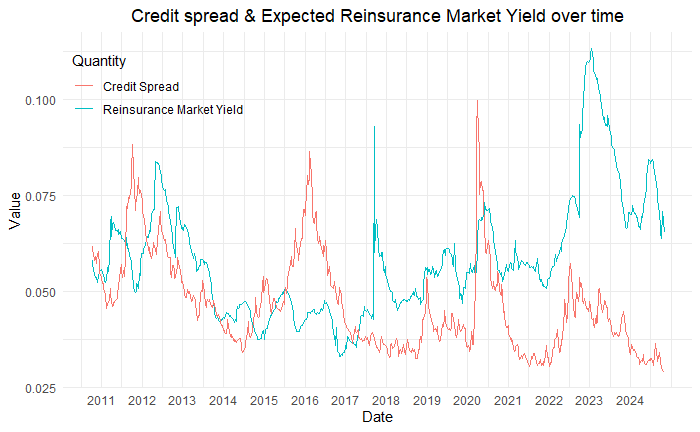 Credit spread & Expected Reinsurance Market Yield over time
Quantity
Credit Spread
Reinsurance Market Yield
Value
0.100
0.075
0.050
0.025
2011 2012 2013 2014 2015 2016 2017 2018 2019 2020 2021 2022 2023 2024
Date